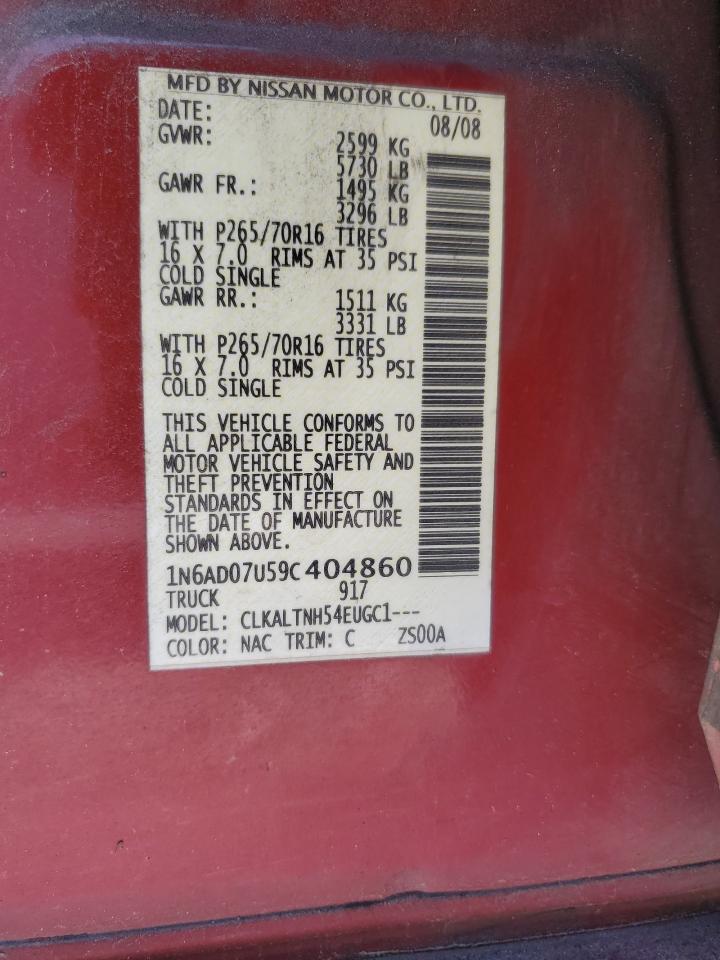 MFD BY NISSAN MOTOR CO., LTD.
DATE: 08/08
GVWR: 2599 KG
5730 LB
GAWR FR.: 1495 KG
3296 LB
WITH P265/70R16 TIRES
16 X 7.0 RIMS AT 35 PSI
COLD SINGLE
GAWR RR.: 1511 KG
3331 LB
WITH P265/70R16 TIRES
16 X 7.0 RIMS AT 35 PSI
COLD SINGLE
THIS VEHICLE CONFORMS TO
ALL APPLICABLE FEDERAL
MOTOR VEHICLE SAFETY AND
THEFT PREVENTION
STANDARDS IN EFFECT ON
THE DATE OF MANUFACTURE
SHOWN ABOVE.
1N6AD07U59C404860
TRUCK 917
MODEL: CLKALTNH54EUGC1---
COLOR: NAC TRIM: C ZS00A